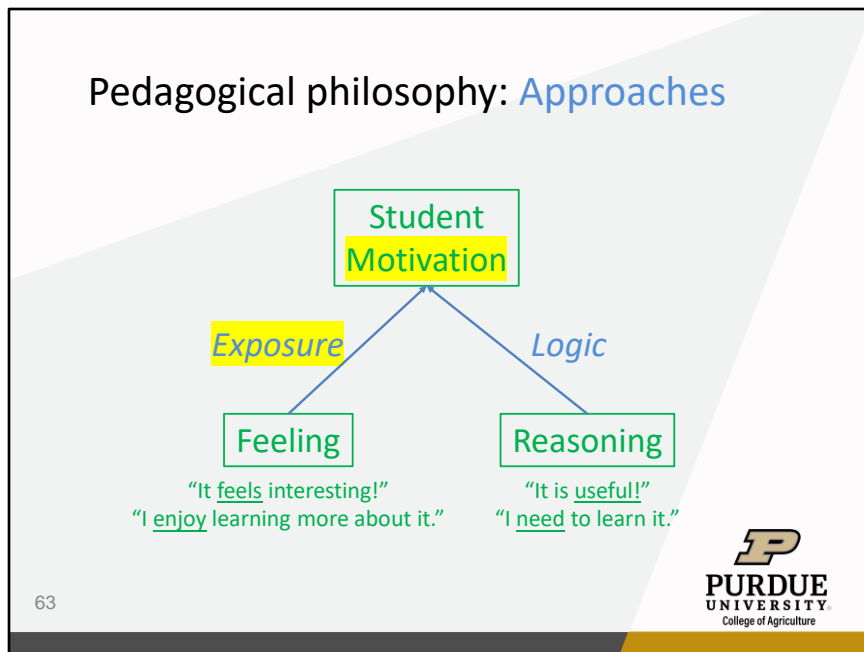 Pedagogical philosophy: Approaches
Student
Motivation
Exposure
Logic
Feeling
Reasoning
“It feels interesting!”
“I enjoy learning more about it.”
“It is useful!”
“I need to learn it.”
63
P
PURDUE
UNIVERSITY®
College of Agriculture